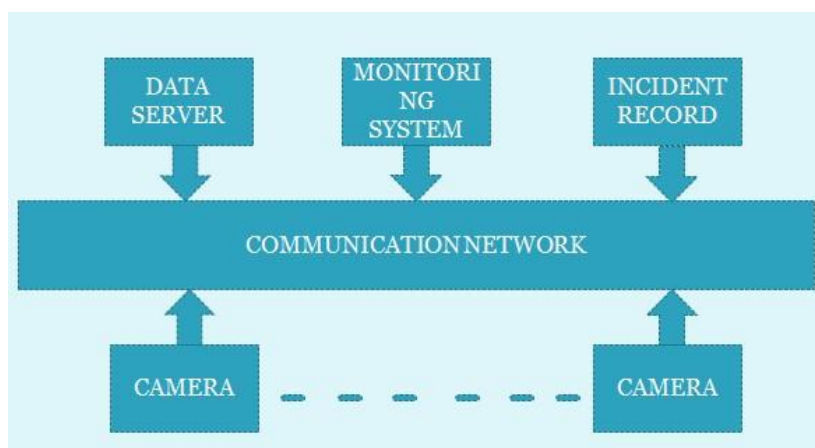 DATA
SERVER
MONITORI
NG
SYSTEM
INCIDENT
RECORD
COMMUNICATION NETWORK
CAMERA
CAMERA